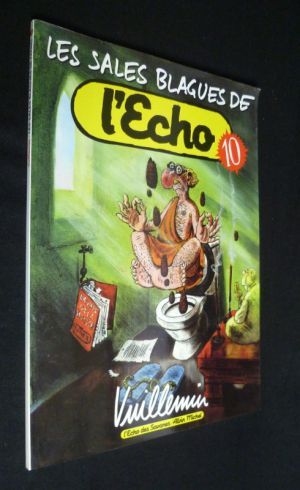 LES SALES BLAGUES DE
l'Echo
10
Vuillemin
l'Echo des Savanes Albin Michel